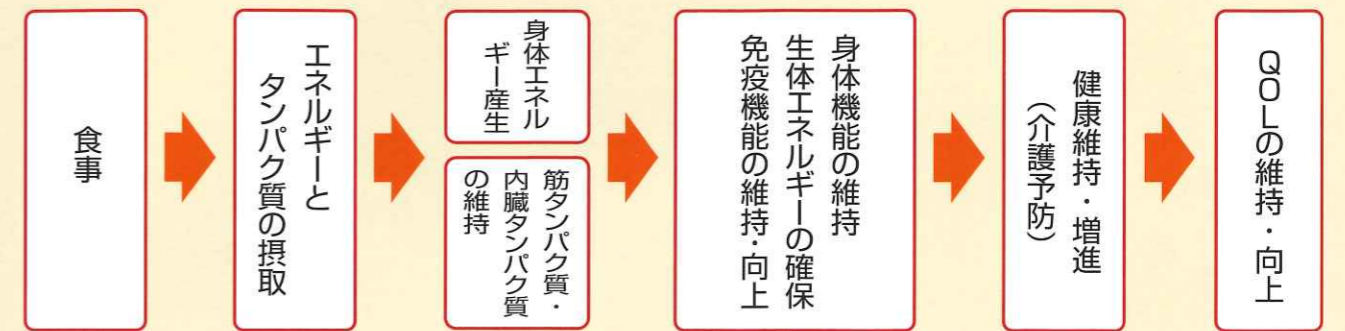 食事
エネルギーと
タンパク質の摂取
身体エネル
ギー産生
筋タンパク質・
内臓タンパク質
の維持
身体機能の維持
生体エネルギーの確保
免疫機能の維持・向上
健康維持・増進
（介護予防）
QOLの維持・向上